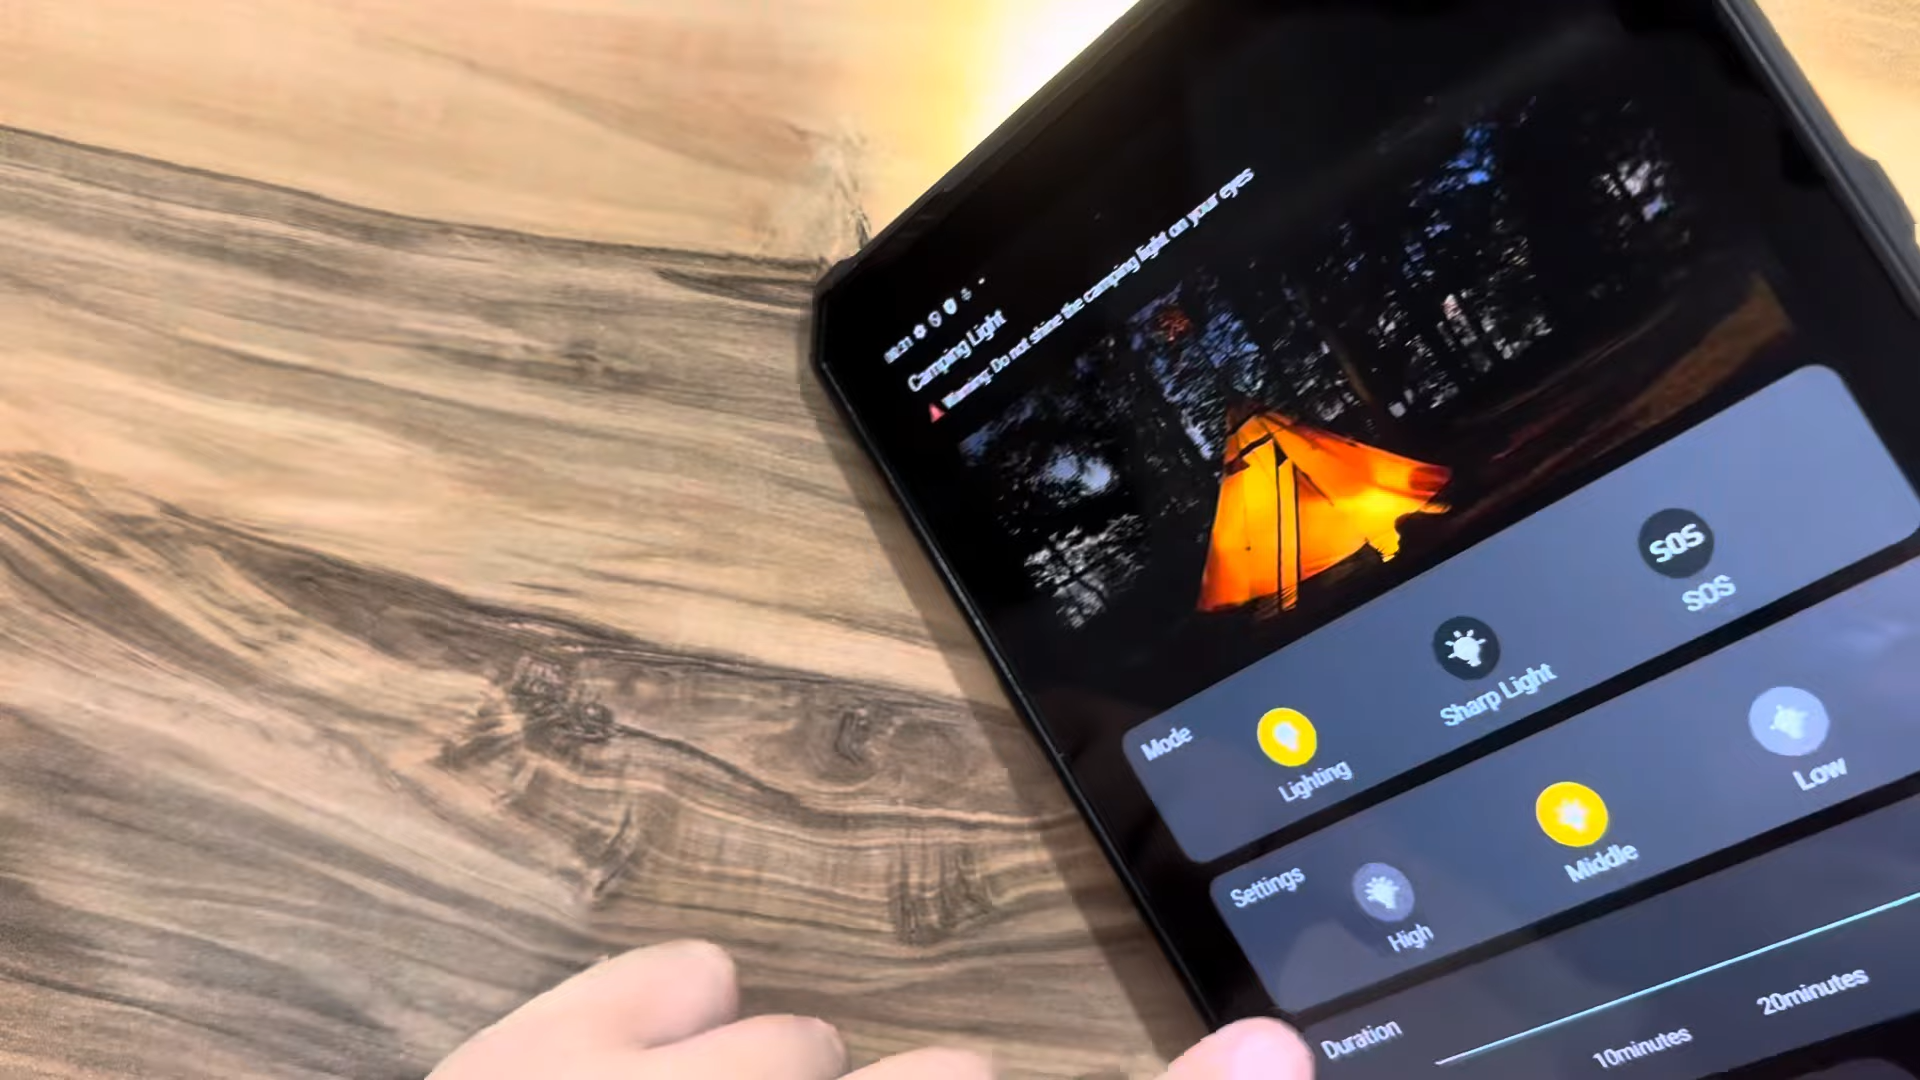 Camping Light
Warning: Do not shine the camping light on your eyes
Mode
Lighting
Sharp Light
SOS
SOS
Settings
High
Middle
Low
Duration
10minutes
20minutes